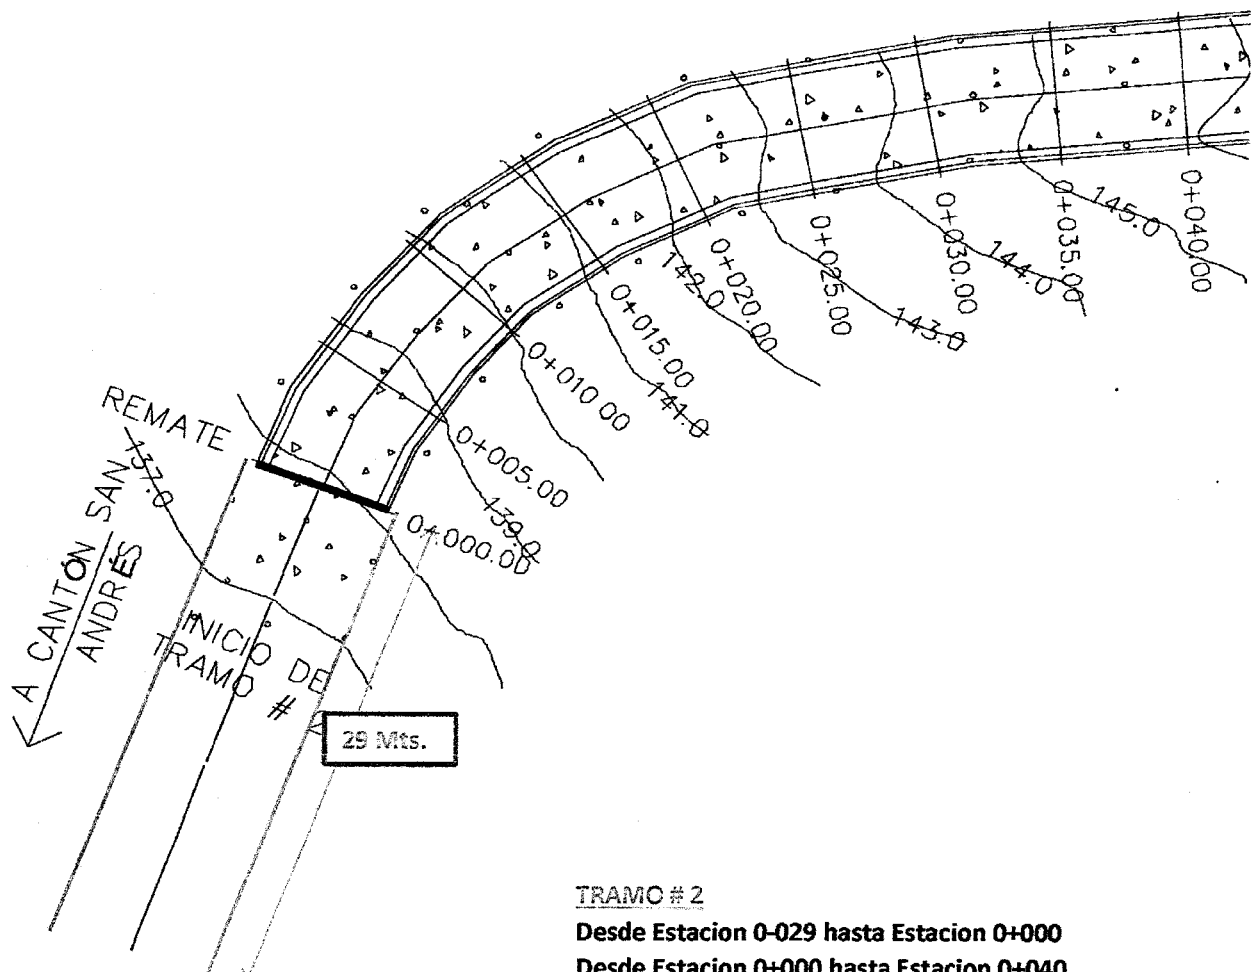 REMATE
137.0
A CANTÓN SAN
ANDRÉS
INICIO DE
TRAMO #
29 Mts.
0+000.00
139.0
0+005.00
0+010 00
141.0
0+015.00
142.0
0+020.00
143.0
0+025.00
144.0
0+030.00
145.0
0+035.00
0+040.00
TRAMO # 2
Desde Estacion 0-029 hasta Estacion 0+000
Desde Estacion 0+000 hasta Estacion 0+040